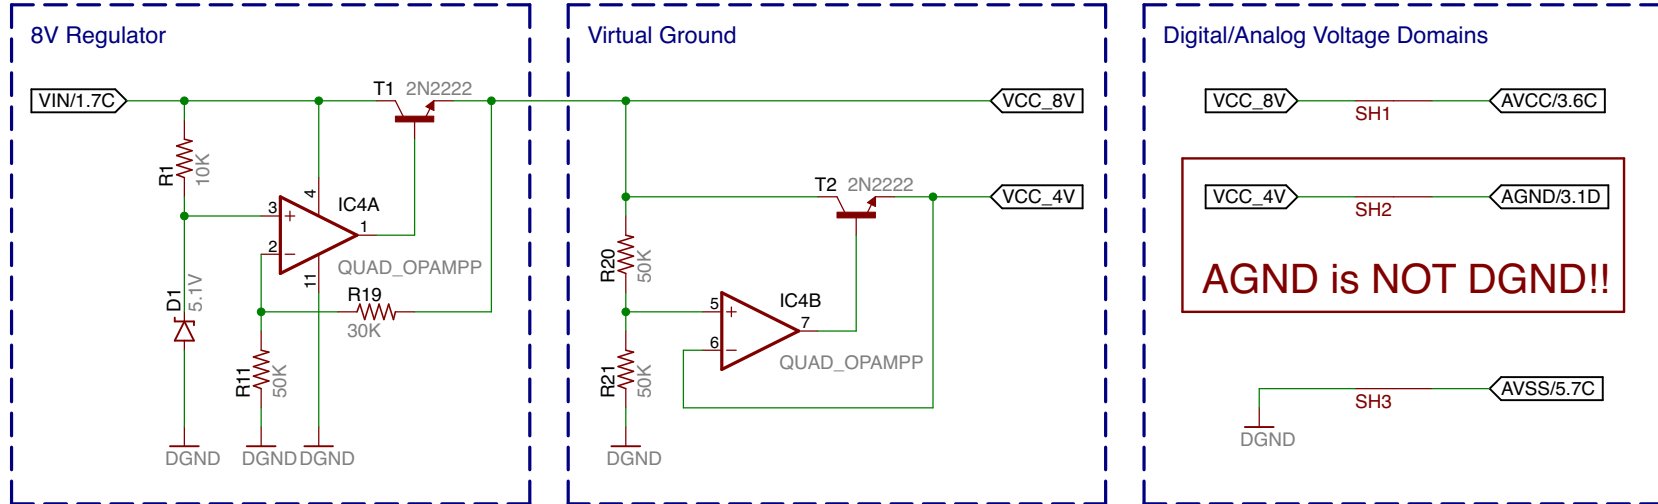 8V Regulator
VIN/1.7C
T1 2N2222
R1
10K
3
2
4
11
1
IC4A
QUAD_OPAMPP
D1
5.1V
R19
30K
R11
50K
DGND
DGND
DGND
Virtual Ground
VCC_8V
T2 2N2222
VCC_4V
R20
50K
5
6
7
IC4B
QUAD_OPAMPP
R21
50K
DGND
Digital/Analog Voltage Domains
VCC_8V
SH1
AVCC/3.6C
VCC_4V
SH2
AGND/3.1D
AGND is NOT DGND!!
SH3
AVSS/5.7C
DGND